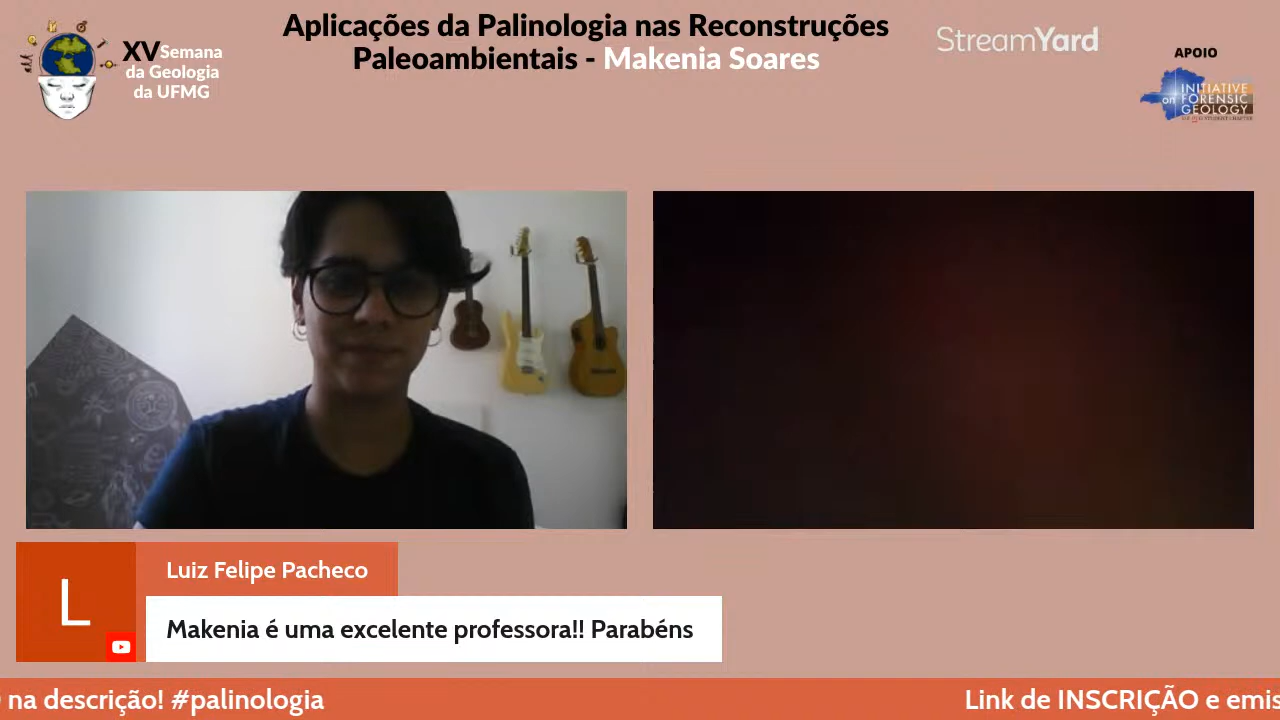 XV Semana
da Geologia
da UFMG
Aplicações da Palinologia nas Reconstruções
Paleoambientais - Makenia Soares
StreamYard
APOIO
INITIATIVE
on FORENSIC
GEOLOGY
L
Luiz Felipe Pacheco
Makenia é uma excelente professora!! Parabéns
na descrição! #palinologia
Link de INSCRIÇÃO e emis